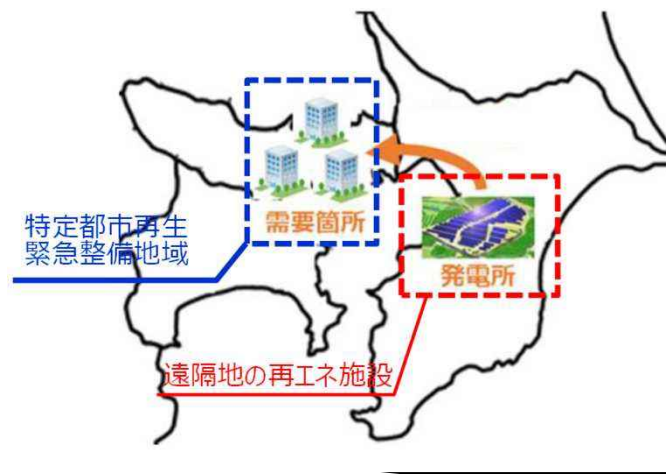 需要箇所
特定都市再生
緊急整備地域
発電所
遠隔地の再エネ施設